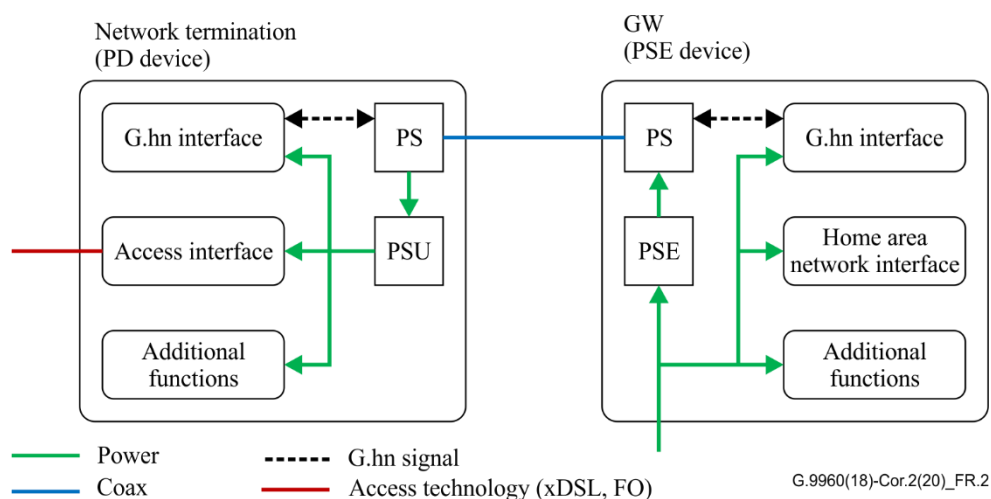 Network termination
(PD device)
GW
(PSE device)
G.hn interface
PS
PS
G.hn interface
Access interface
PSU
PSE
Home area
network interface
Additional
functions
Additional
functions
Power
G.hn signal
Coax
Access technology (xDSL, FO)
G.9960(18)-Cor.2(20)_FR.2